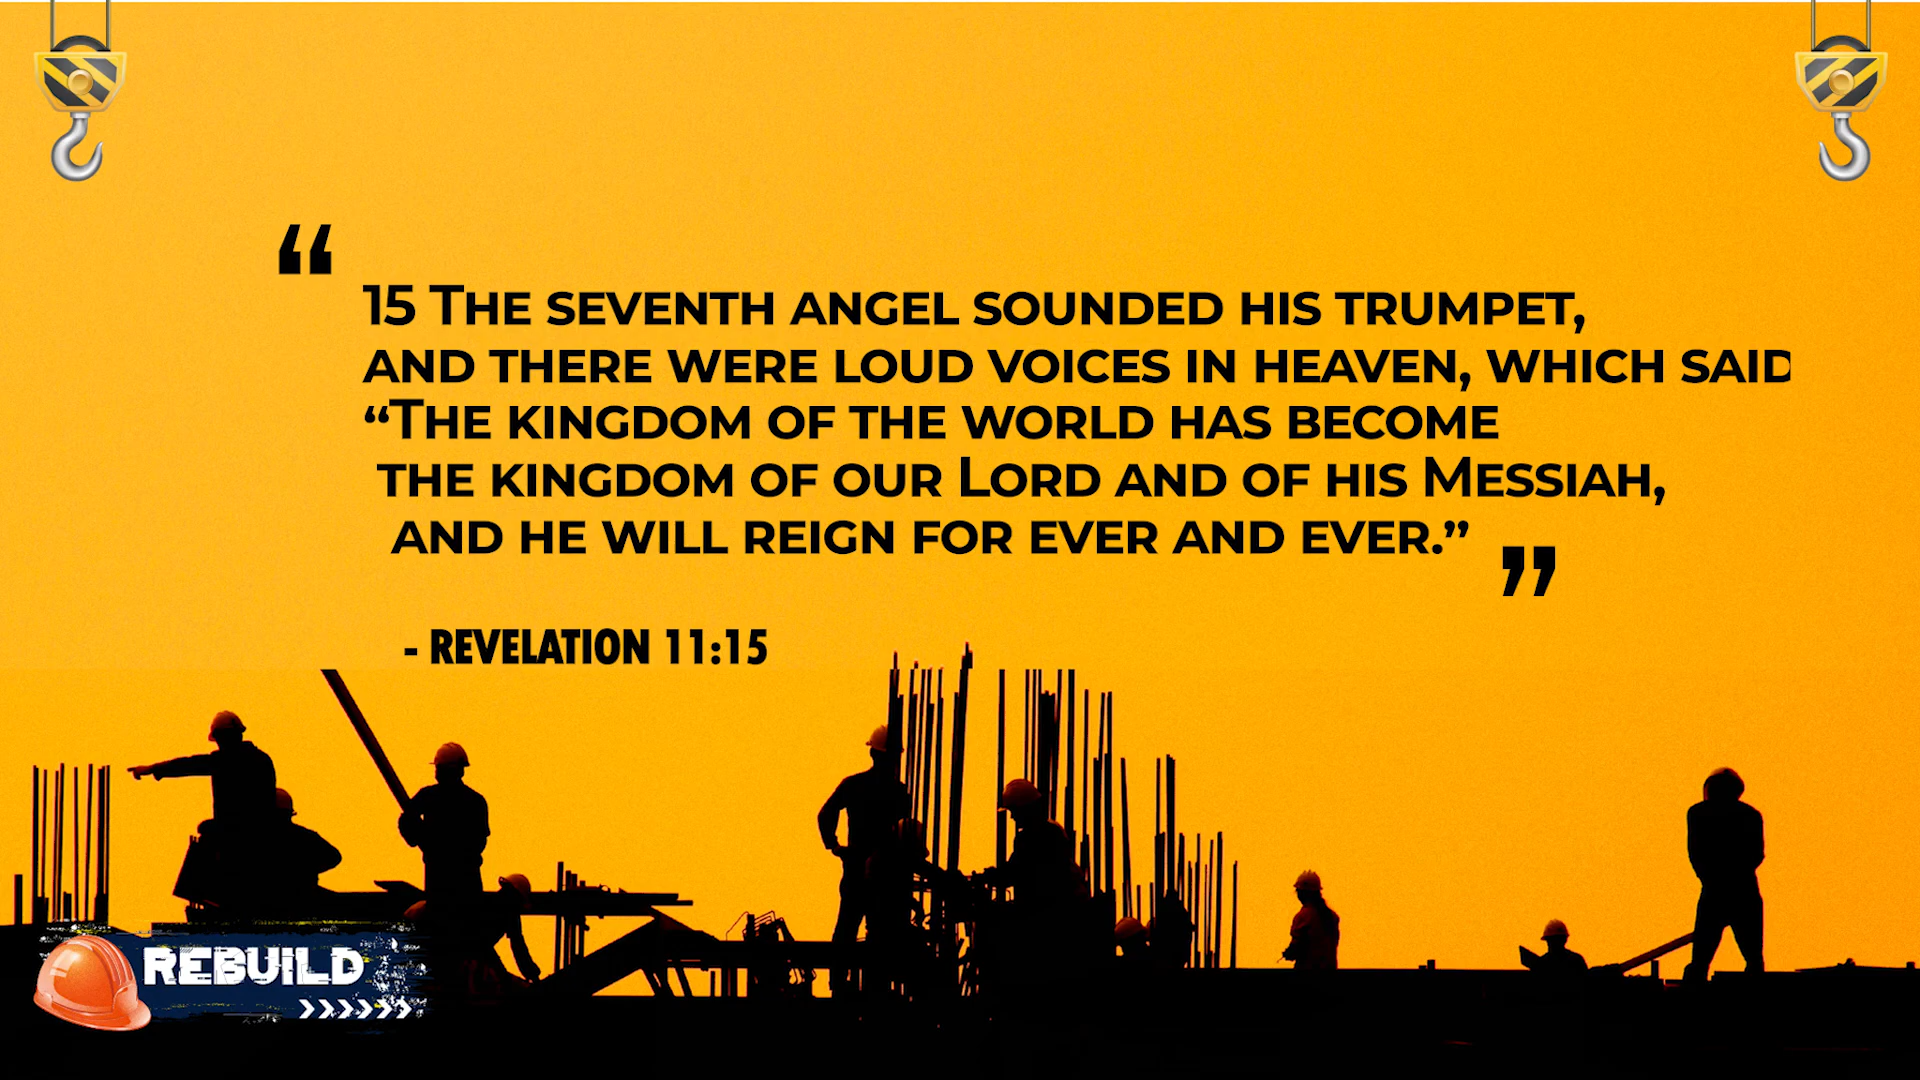 “
15 The seventh angel sounded his trumpet,
and there were loud voices in heaven, which said
“The kingdom of the world has become
the kingdom of our Lord and of his Messiah,
and he will reign for ever and ever.”
”
- REVELATION 11:15
REBUILD